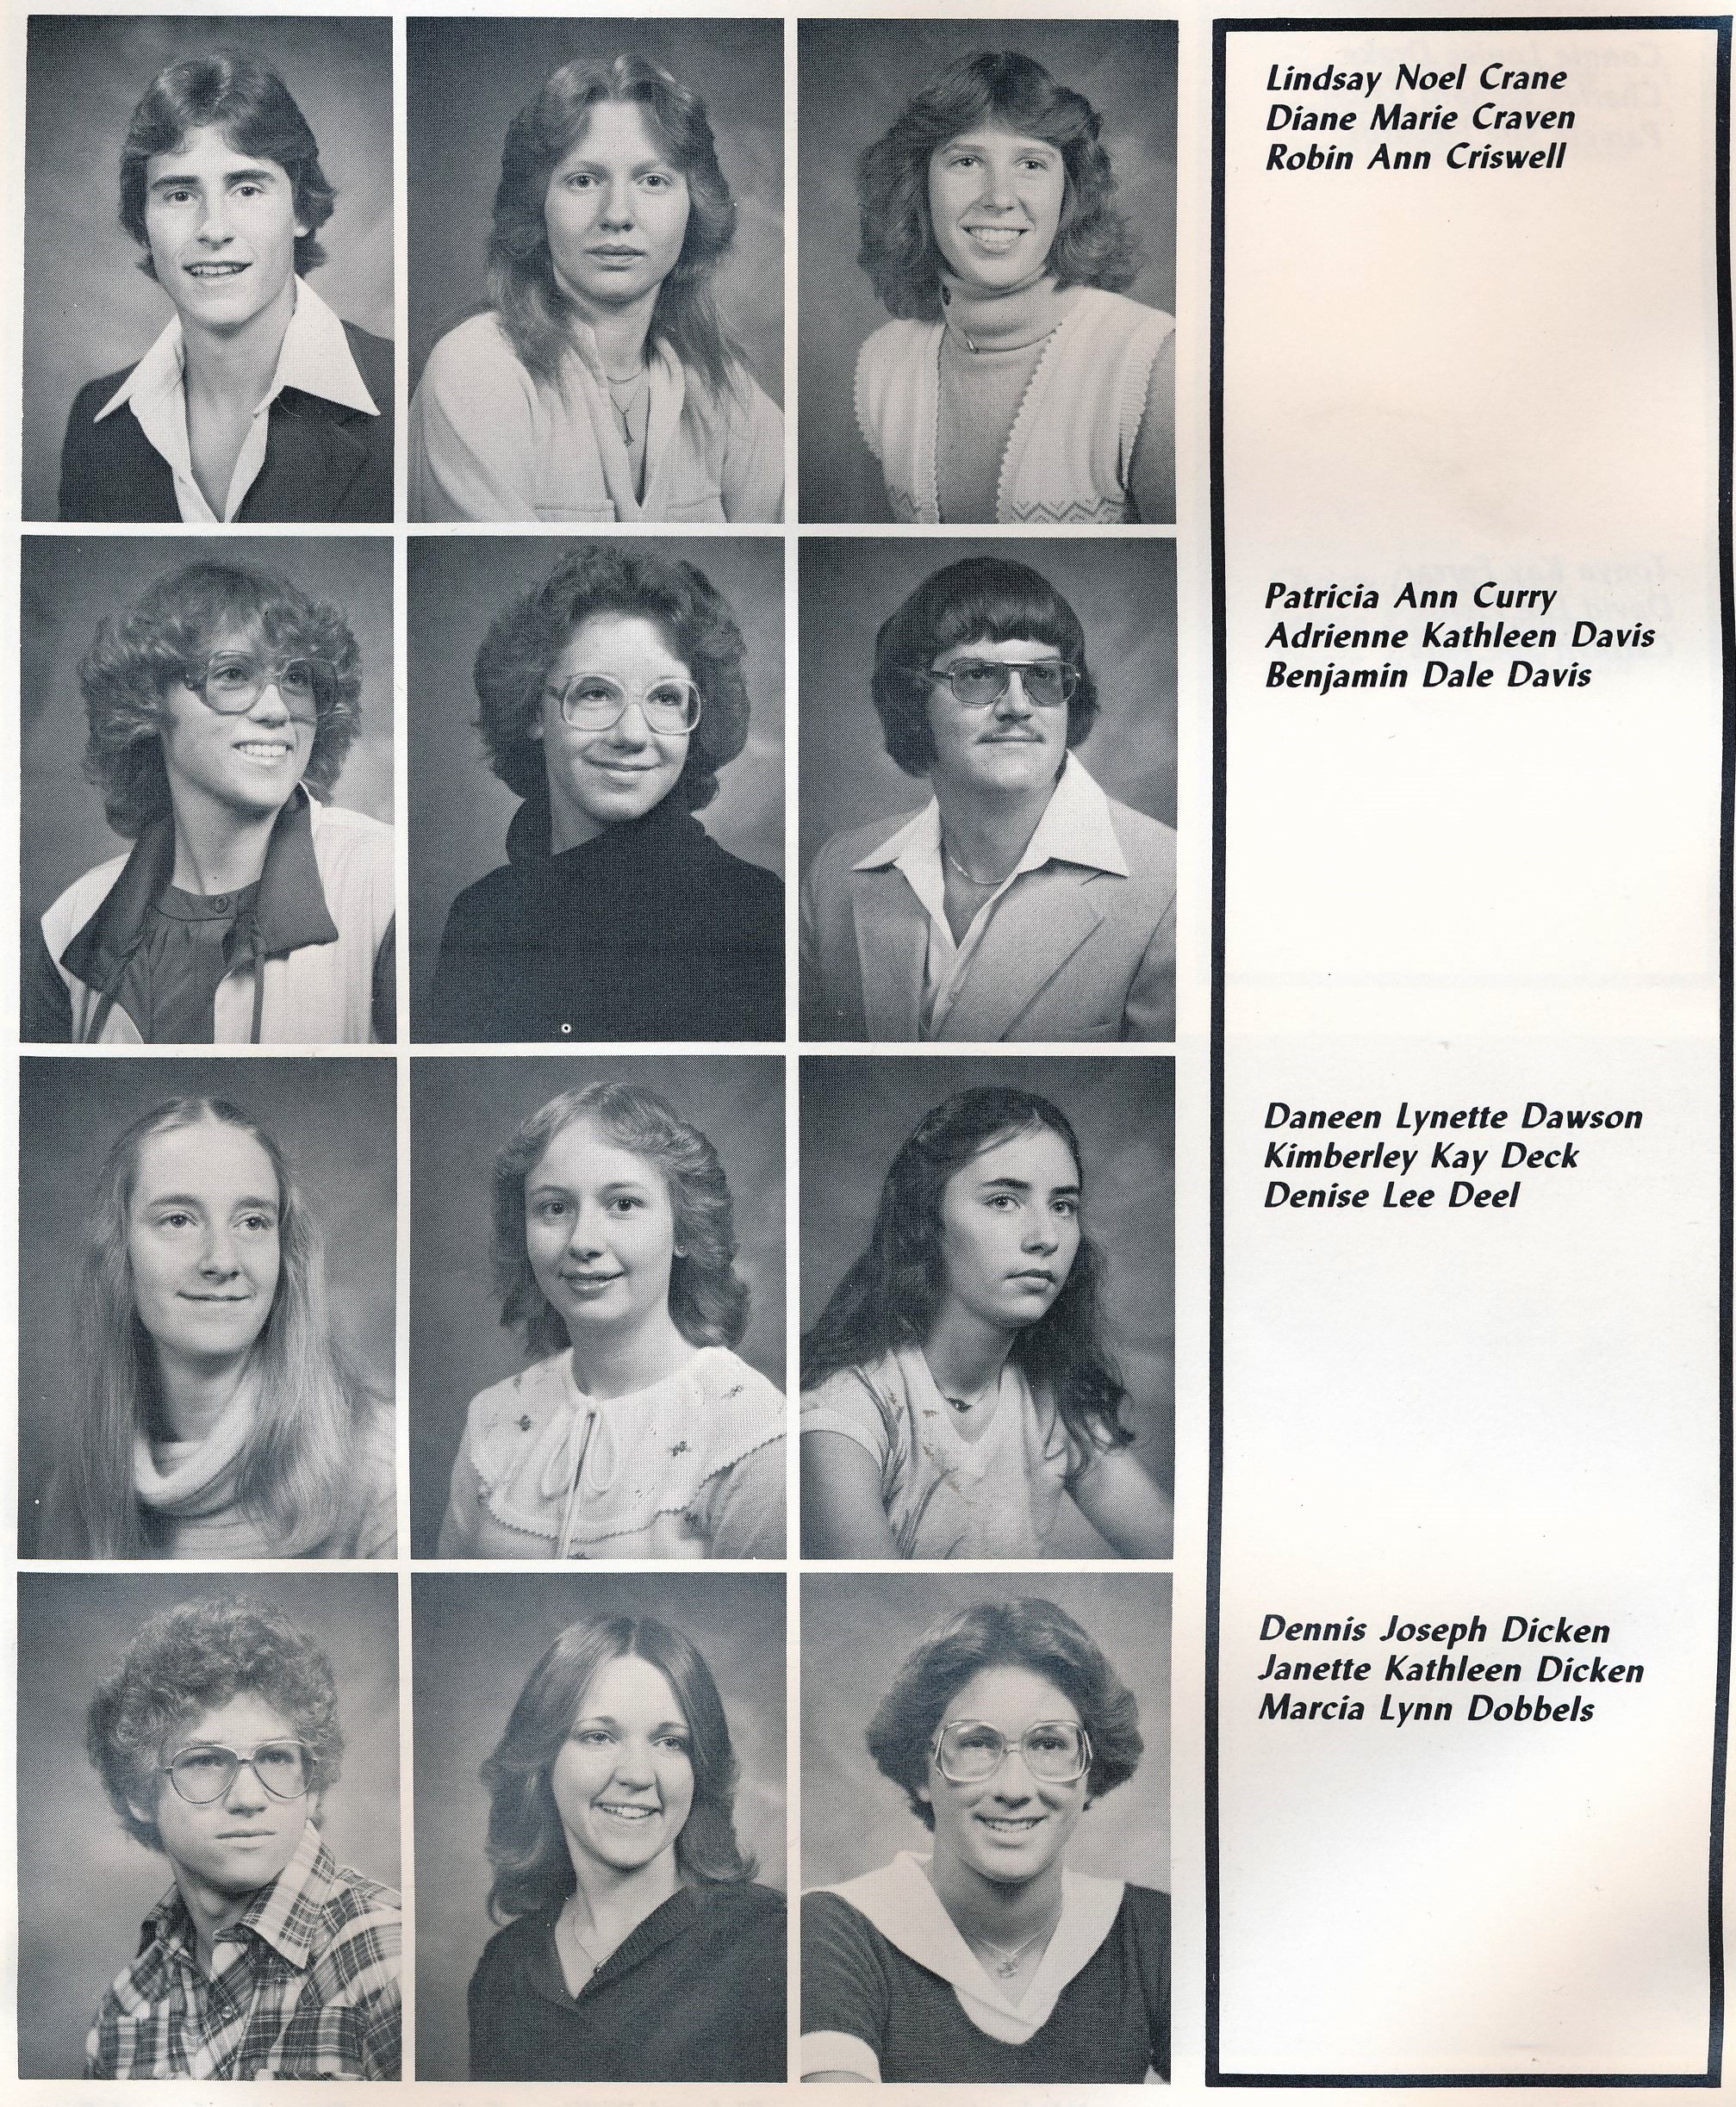 Lindsay Noel Crane
Diane Marie Craven
Robin Ann Criswell
Patricia Ann Curry
Adrienne Kathleen Davis
Benjamin Dale Davis
Daneen Lynette Dawson
Kimberley Kay Deck
Denise Lee Deel
Dennis Joseph Dicken
Janette Kathleen Dicken
Marcia Lynn Dobbels